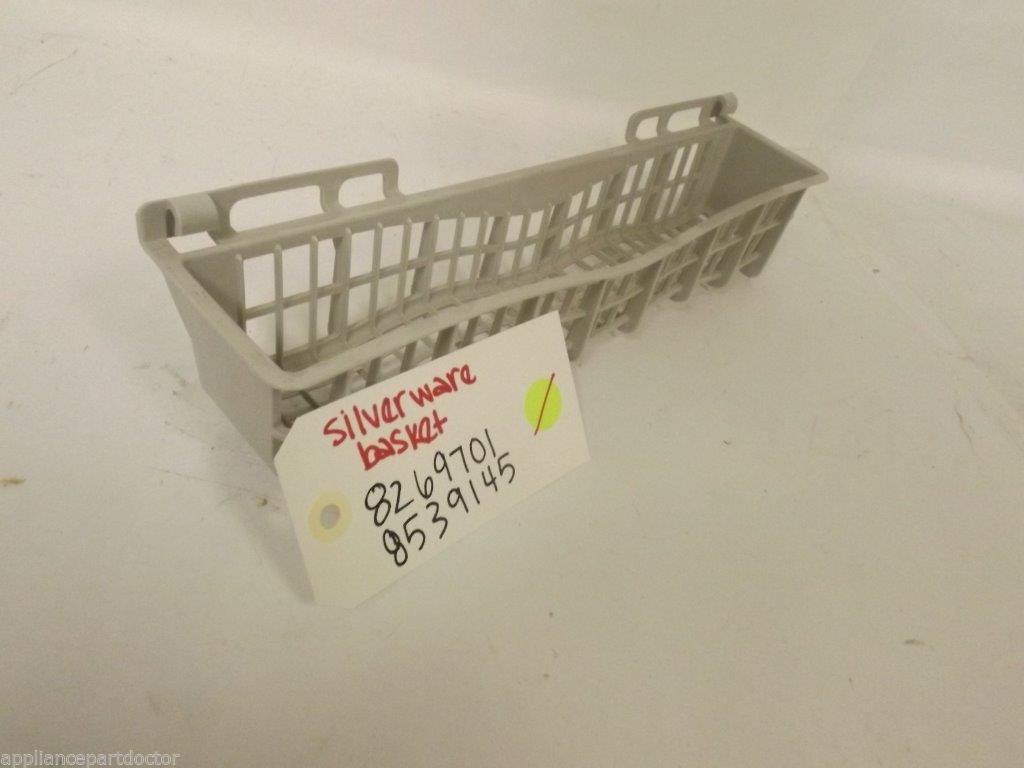 silverware
basket
8269701
8539145
appliancepartdoctor